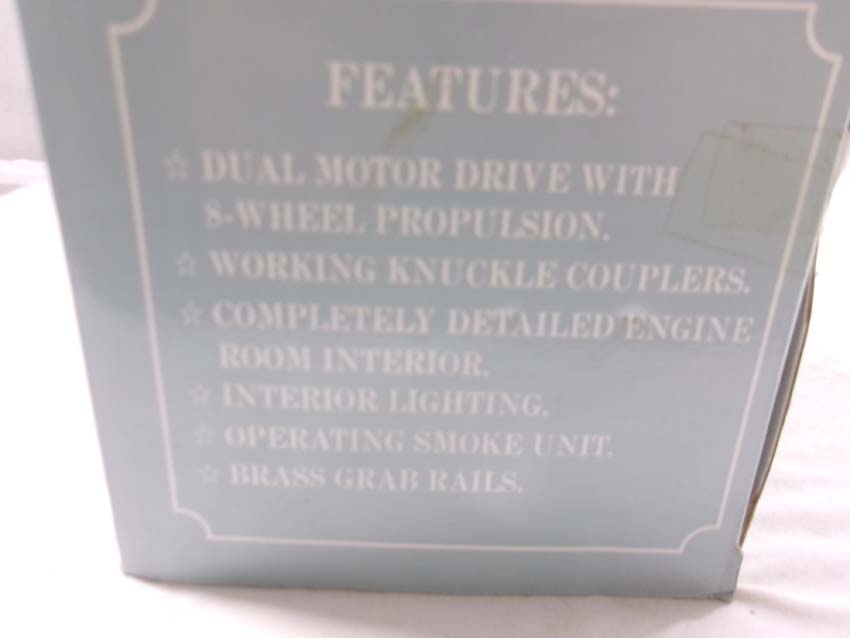 FEATURES:
☆ DUAL MOTOR DRIVE WITH
8-WHEEL PROPULSION.
☆ WORKING KNUCKLE COUPLERS.
☆ COMPLETELY DETAILED ENGINE
ROOM INTERIOR.
☆ INTERIOR LIGHTING.
☆ OPERATING SMOKE UNIT.
☆ BRASS GRAB RAILS.